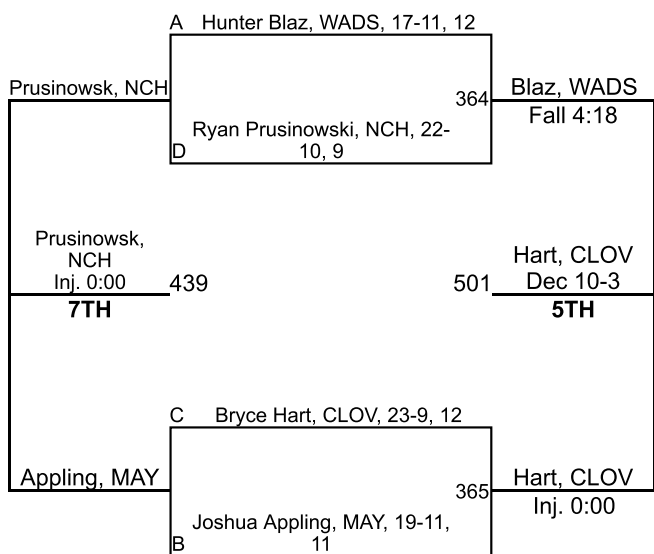 A Hunter Blaz, WADS, 17-11, 12
Prusinowsk, NCH
364
Blaz, WADS
Fall 4:18
Ryan Prusinowski, NCH, 22-
10, 9
D
Prusinowsk,
NCH
Inj. 0:00
439
7TH
501
Hart, CLOV
Dec 10-3
5TH
C Bryce Hart, CLOV, 23-9, 12
Appling, MAY
365
Hart, CLOV
Inj. 0:00
Joshua Appling, MAY, 19-11,
11
B